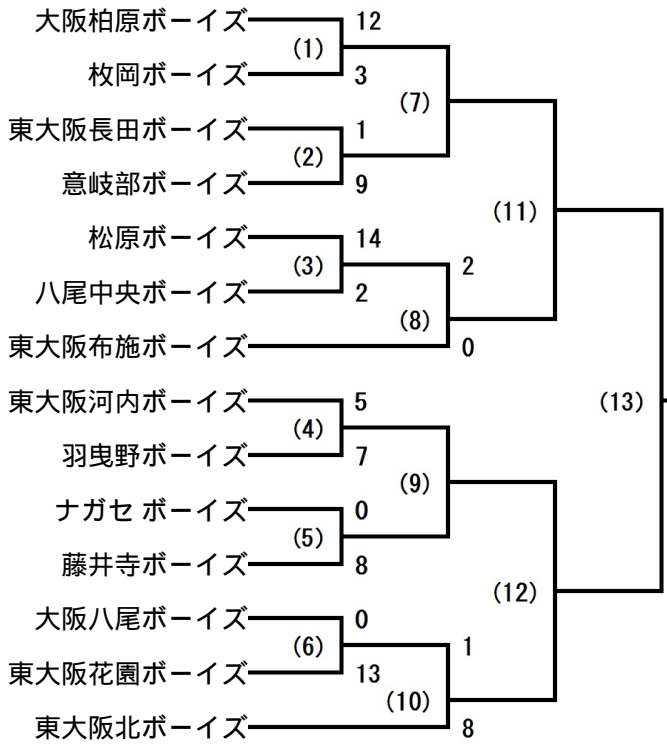 大阪柏原ボーイズ 12
(1)
枚岡ボーイズ 3
(7)
東大阪長田ボーイズ 1
(2)
意岐部ボーイズ 9
(11)
松原ボーイズ 14
(3) 2
八尾中央ボーイズ 2
(8)
東大阪布施ボーイズ 0
東大阪河内ボーイズ 5
(13)
(4)
羽曳野ボーイズ 7
(9)
ナガセ ボーイズ 0
(5)
藤井寺ボーイズ 8
(12)
大阪八尾ボーイズ 0
(6) 1
東大阪花園ボーイズ 13
(10)
東大阪北ボーイズ 8